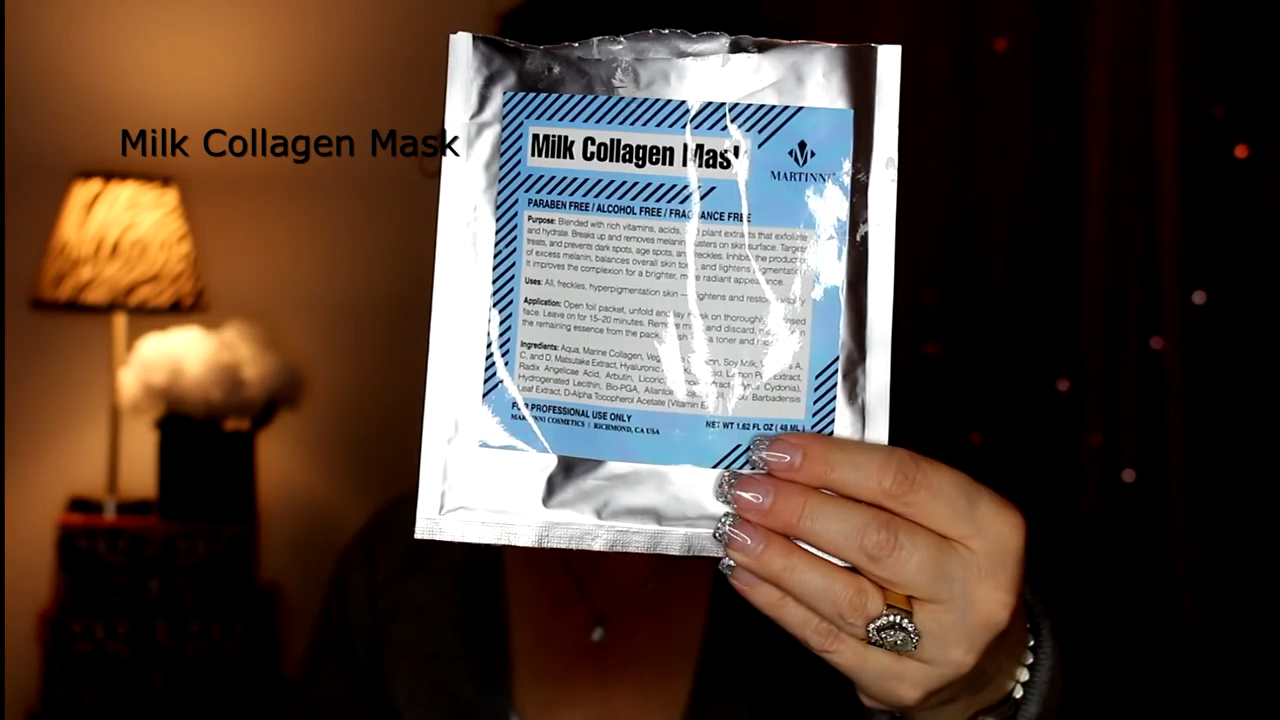 Milk Collagen Mask
Milk Collagen Mask
MARTINNI
PARABEN FREE / ALCOHOL FREE / FRAGRANCE FREE
Purpose: Blended with rich vitamins, acids, plant extracts that exfoliate
and hydrate. Breaks up and removes melanin clusters on skin surface. Targets
treats, and prevents dark spots, age spots, and freckles. Inhibits the production
of excess melanin, balances overall skin tone, and lightens pigmentation
It improves the complexion for a brighter, more radiant appearance.
Uses: All, freckles, hyperpigmentation skin — and vitality
Application: Open foil packet, unfold and lay mask on thoroughly
face. Leave on for 15-20 minutes. Remove mask and discard,
the remaining essence from the pack toner and
Ingredients: Aqua, Marine Collagen, Soy Milk, A,
C, and D, Matsutake Extract, Hyaluronic Lemon Extract,
Radix Angelicae Acid, Arbutin, Licorice Extract Cydonia),
Hydrogenated Lecithin, Bio-PGA, Allantoin, Barbadensis
Leaf Extract, D-Alpha Tocopherol Acetate (Vitamin E)
FOR PROFESSIONAL USE ONLY
MARTINNI COSMETICS | RICHMOND, CA USA
NET WT 1.62 FL OZ ( 48 ML )